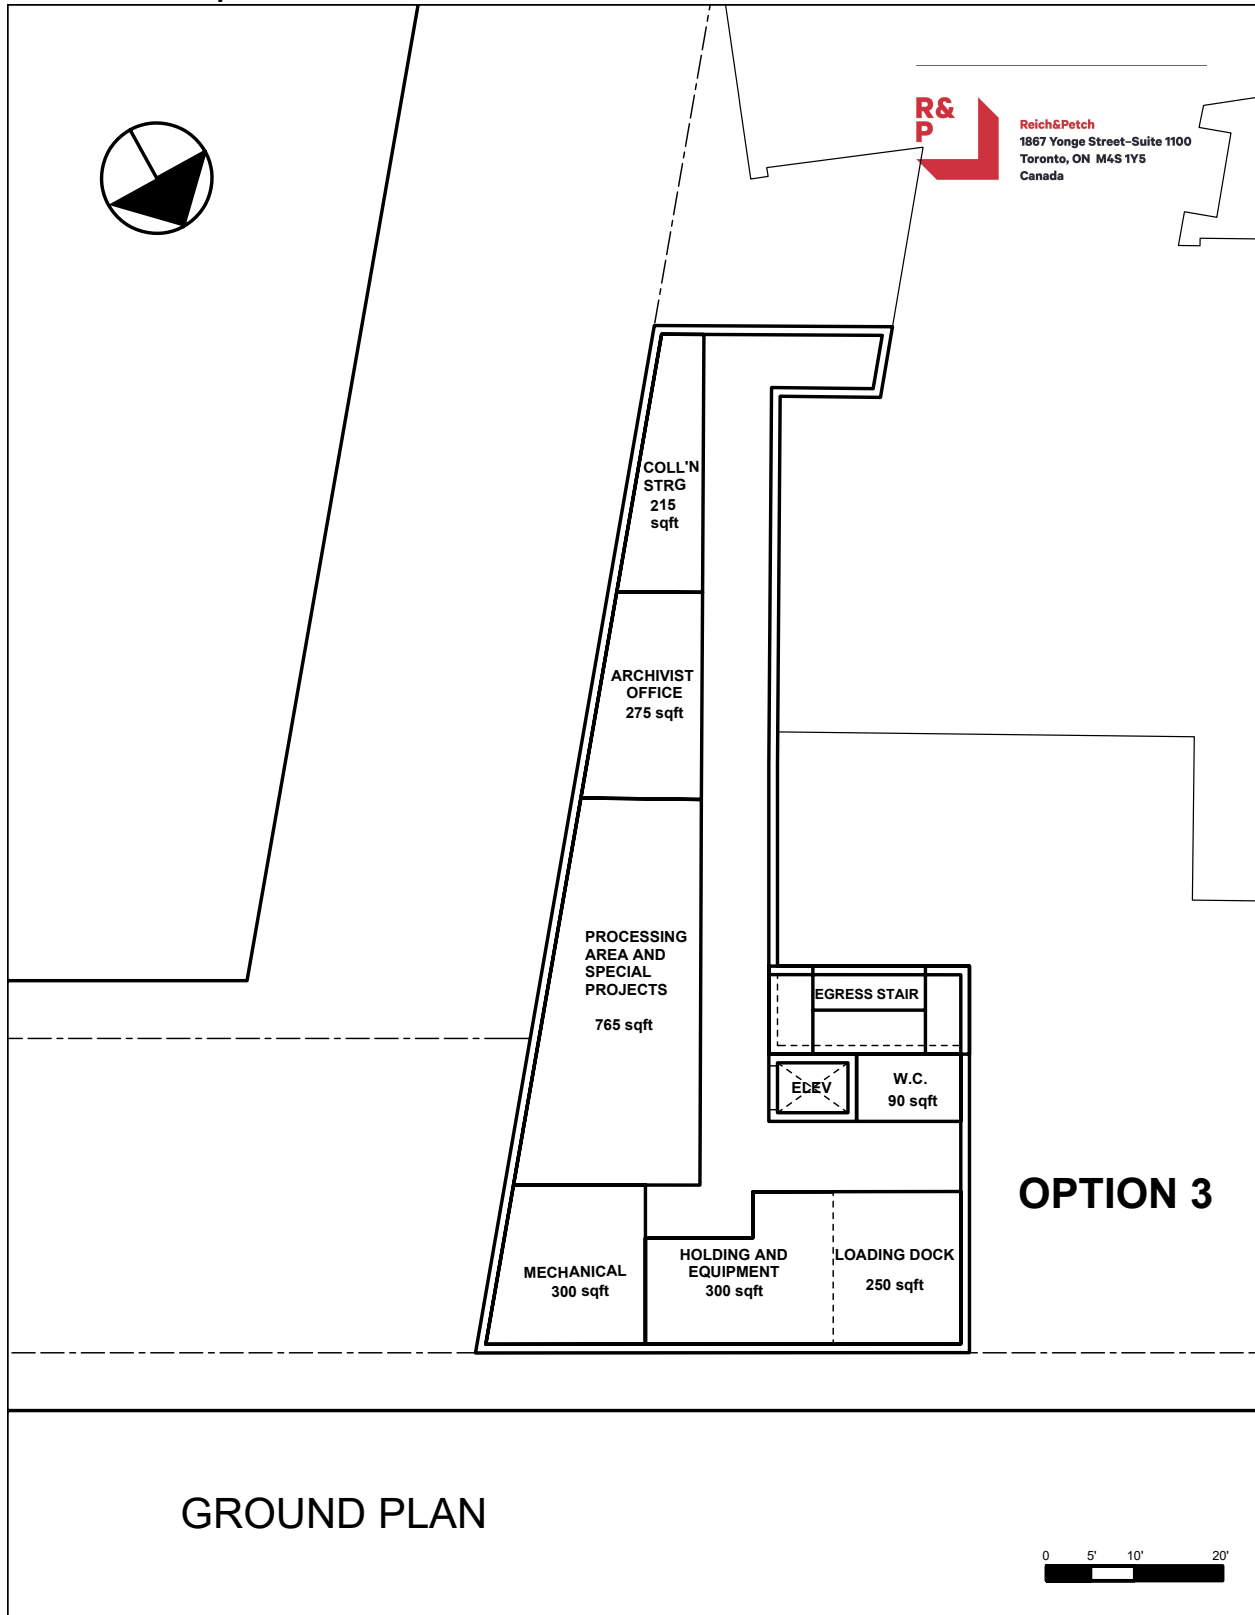 R&
P
Reich&Petch
1867 Yonge Street–Suite 1100
Toronto, ON M4S 1Y5
Canada
COLL'N
STRG
215
sqft
ARCHIVIST
OFFICE
275 sqft
PROCESSING
AREA AND
SPECIAL
PROJECTS
765 sqft
EGRESS STAIR
ELEV
W.C.
90 sqft
OPTION 3
MECHANICAL
300 sqft
HOLDING AND
EQUIPMENT
300 sqft
LOADING DOCK
250 sqft
GROUND PLAN
0 5' 10' 20'